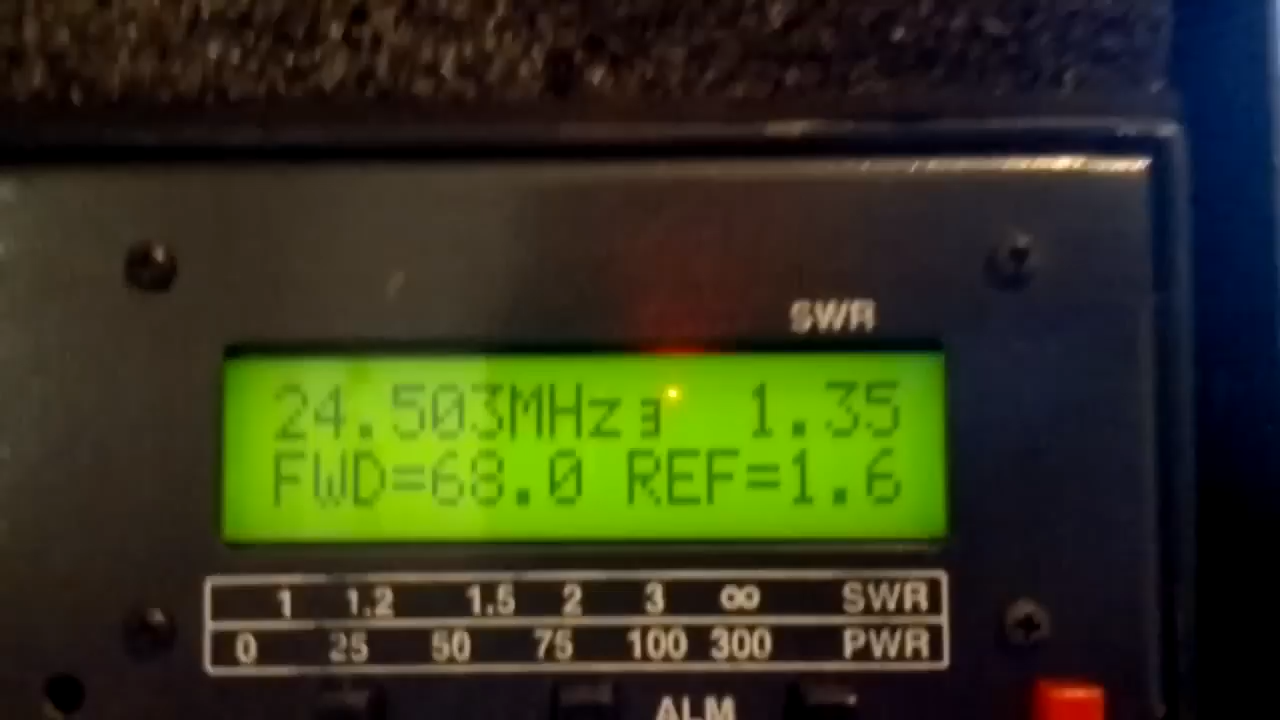 SWR
24.503MHz 1.35
FWD=68.0 REF=1.6
1 1.2 1.5 2 3 ∞ SWR
0 25 50 75 100 300 PWR
ALM